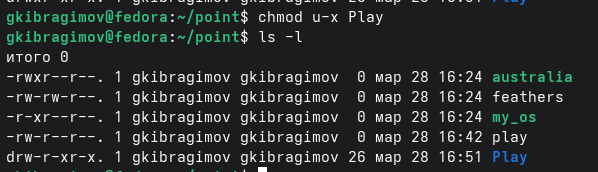 gkibragimov@fedora:~/point$ chmod u-x Play
gkibragimov@fedora:~/point$ ls -l
итого 0
-rwxr--r--. 1 gkibragimov gkibragimov  0 мар 28 16:24 australia
-rw-rw-r--. 1 gkibragimov gkibragimov  0 мар 28 16:24 feathers
-r-xr--r--. 1 gkibragimov gkibragimov  0 мар 28 16:24 my_os
-rw-r--r--. 1 gkibragimov gkibragimov  0 мар 28 16:42 play
drw-r-xr-x. 1 gkibragimov gkibragimov 26 мар 28 16:51 Play